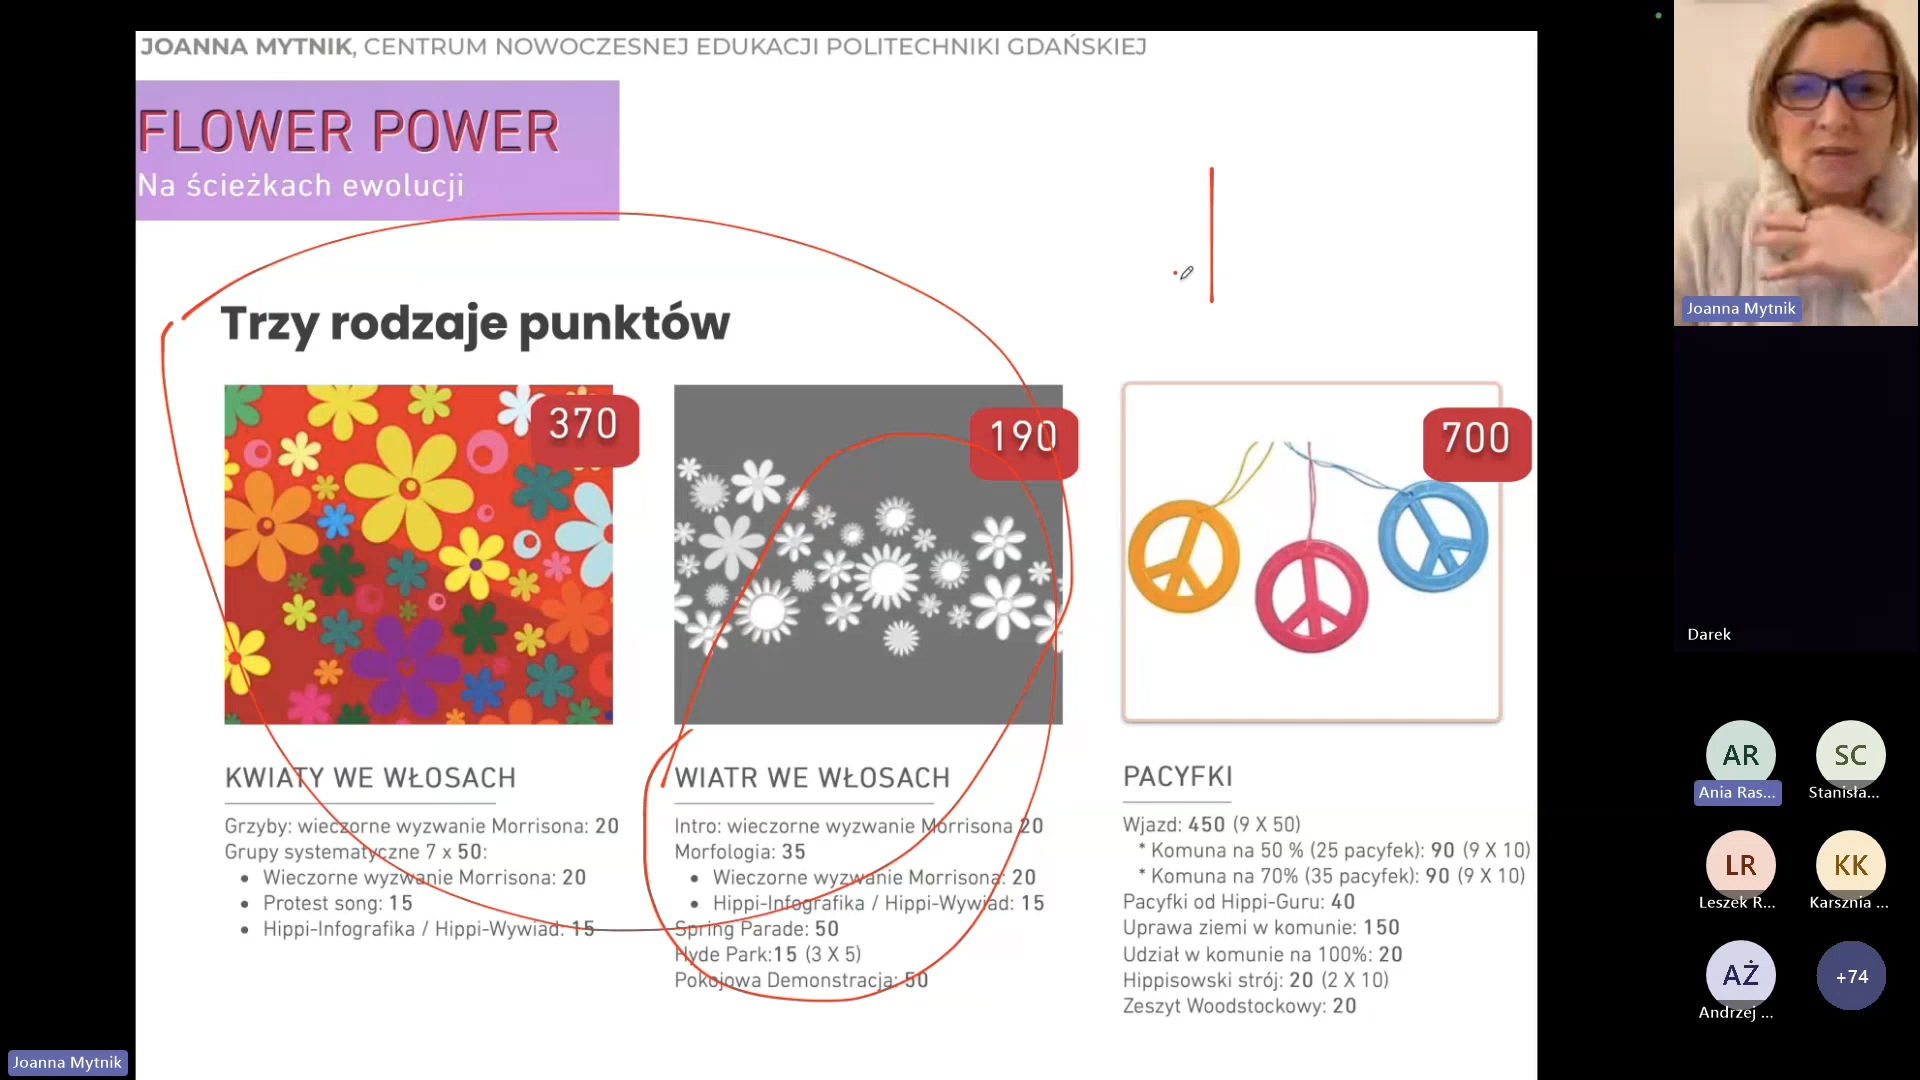 JOANNA MYTNIK, CENTRUM NOWOCZESNEJ EDUKACJI POLITECHNIKI GDAŃSKIEJ
FLOWER POWER
Na ścieżkach ewolucji
Trzy rodzaje punktów
370
190
700
KWIATY WE WŁOSACH
Grzyby: wieczorne wyzwanie Morrisona: 20
Grupy systematyczne 7 x 50:
• Wieczorne wyzwanie Morrisona: 20
• Protest song: 15
• Hippi-Infografika / Hippi-Wywiad: 15
WIATR WE WŁOSACH
Intro: wieczorne wyzwanie Morrisona 20
Morfologia: 35
• Wieczorne wyzwanie Morrisona: 20
• Hippi-Infografika / Hippi-Wywiad: 15
Spring Parade: 50
Hyde Park:15 (3 X 5)
Pokojowa Demonstracja: 50
PACYFKI
Wjazd: 450 (9 X 50)
* Komuna na 50 % (25 pacyfek): 90 (9 X 10)
* Komuna na 70% (35 pacyfek): 90 (9 X 10)
Pacyfki od Hippi-Guru: 40
Uprawa ziemi w komunie: 150
Udział w komunie na 100%: 20
Hippisowski strój: 20 (2 X 10)
Zeszyt Woodstockowy: 20
Joanna Mytnik
Darek
AR
Ania Ras...
SC
Stanisła...
LR
Leszek R...
KK
Karsznia ...
AŻ
Andrzej ...
+74
Joanna Mytnik